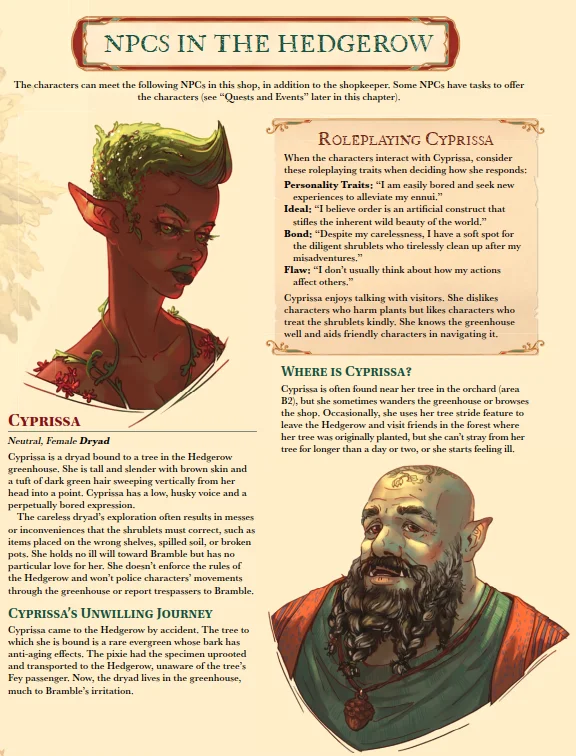 NPCS IN THE HEDGEROW
The characters can meet the following NPCs in this shop, in addition to the shopkeeper. Some NPCs have tasks to offer
the characters (see “Quests and Events” later in this chapter).
CYPRISSA
Neutral, Female Dryad
Cyprissa is a dryad bound to a tree in the Hedgerow
greenhouse. She is tall and slender with brown skin and
a tuft of dark green hair sweeping vertically from her
head into a point. Cyprissa has a low, husky voice and a
perpetually bored expression.
The careless dryad’s exploration often results in messes
or inconveniences that the shrublets must correct, such as
items placed on the wrong shelves, spilled soil, or broken
pots. She holds no ill will toward Bramble but has no
particular love for her. She doesn’t enforce the rules of
the Hedgerow and won’t police characters’ movements
through the greenhouse or report trespassers to Bramble.
CYPRISSA’S UNWILLING JOURNEY
Cyprissa came to the Hedgerow by accident. The tree to
which she is bound is a rare evergreen whose bark has
anti-aging effects. The pixie had the specimen uprooted
and transported to the Hedgerow, unaware of the tree’s
Fey passenger. Now, the dryad lives in the greenhouse,
much to Bramble’s irritation.
ROLEPLAYING CYPRISSA
When the characters interact with Cyprissa, consider
these roleplaying traits when deciding how she responds:
Personality Traits: “I am easily bored and seek new
experiences to alleviate my ennui.”
Ideal: “I believe order is an artificial construct that
stifles the inherent wild beauty of the world.”
Bond: “Despite my carelessness, I have a soft spot for
the diligent shrublets who tirelessly clean up after my
misadventures.”
Flaw: “I don’t usually think about how my actions
affect others.”
Cyprissa enjoys talking with visitors. She dislikes
characters who harm plants but likes characters who
treat the shrublets kindly. She knows the greenhouse
well and aids friendly characters in navigating it.
WHERE IS CYPRISSA?
Cyprissa is often found near her tree in the orchard (area
B2), but she sometimes wanders the greenhouse or browses
the shop. Occasionally, she uses her tree stride feature to
leave the Hedgerow and visit friends in the forest where
her tree was originally planted, but she can’t stray from her
tree for longer than a day or two, or she starts feeling ill.